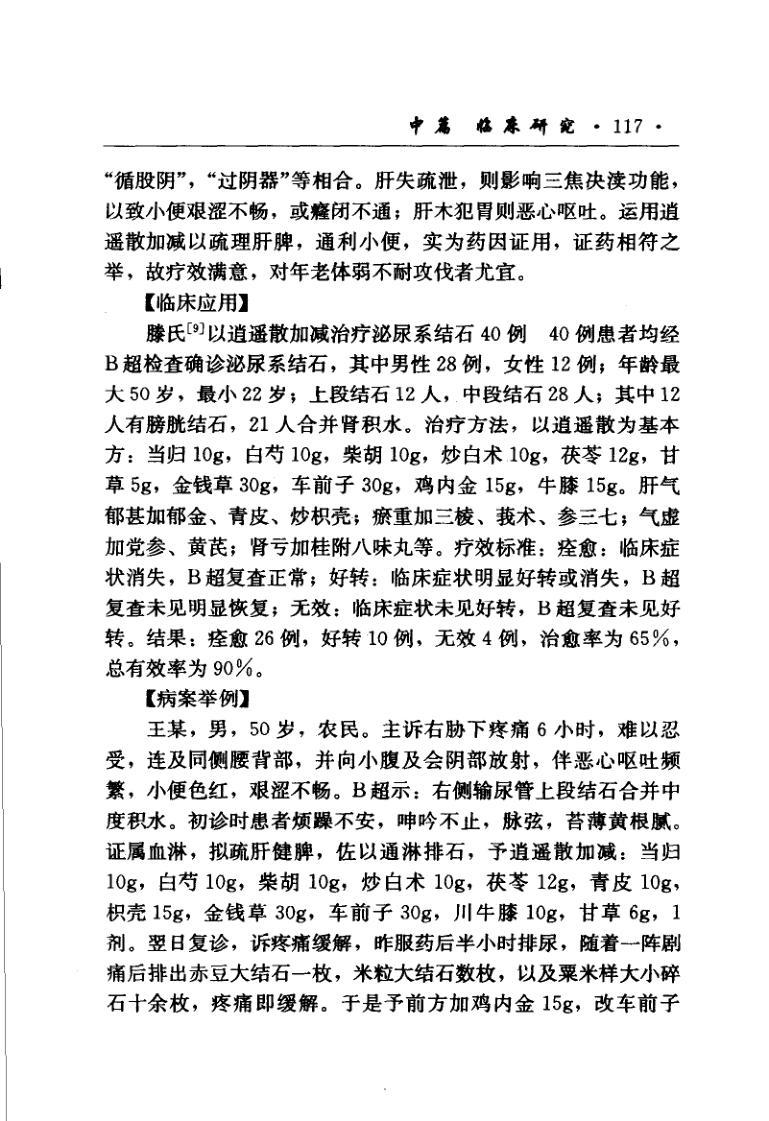 中篇 临床研究 · 117 ·
“循股阴”，“过阴器”等相合。肝失疏泄，则影响三焦决渎功能，
以致小便艰涩不畅，或癃闭不通；肝木犯胃则恶心呕吐。运用逍
遥散加减以疏理肝脾，通利小便，实为药因证用，证药相符之
举，故疗效满意，对年老体弱不耐攻伐者尤宜。
【临床应用】
滕氏[9]以逍遥散加减治疗泌尿系结石 40 例　40 例患者均经
B 超检查确诊泌尿系结石，其中男性 28 例，女性 12 例；年龄最
大 50 岁，最小 22 岁；上段结石 12 人，中段结石 28 人；其中 12
人有膀胱结石，21 人合并肾积水。治疗方法，以逍遥散为基本
方：当归 10g，白芍 10g，柴胡 10g，炒白术 10g，茯苓 12g，甘
草 5g，金钱草 30g，车前子 30g，鸡内金 15g，牛膝 15g。肝气
郁甚加郁金、青皮、炒枳壳；瘀重加三棱、莪术、参三七；气虚
加党参、黄芪；肾亏加桂附八味丸等。疗效标准：痊愈：临床症
状消失，B 超复查正常；好转：临床症状明显好转或消失，B 超
复查未见明显恢复；无效：临床症状未见好转，B 超复查未见好
转。结果：痊愈 26 例，好转 10 例，无效 4 例，治愈率为 65%，
总有效率为 90%。
【病案举例】
王某，男，50 岁，农民。主诉右胁下疼痛 6 小时，难以忍
受，连及同侧腰背部，并向小腹及会阴部放射，伴恶心呕吐频
繁，小便色红，艰涩不畅。B 超示：右侧输尿管上段结石合并中
度积水。初诊时患者烦躁不安，呻吟不止，脉弦，苔薄黄根腻。
证属血淋，拟疏肝健脾，佐以通淋排石，予逍遥散加减：当归
10g，白芍 10g，柴胡 10g，炒白术 10g，茯苓 12g，青皮 10g，
枳壳 15g，金钱草 30g，车前子 30g，川牛膝 10g，甘草 6g，1
剂。翌日复诊，诉疼痛缓解，昨服药后半小时排尿，随着一阵剧
痛后排出赤豆大结石一枚，米粒大结石数枚，以及粟米样大小碎
石十余枚，疼痛即缓解。于是予前方加鸡内金 15g，改车前子